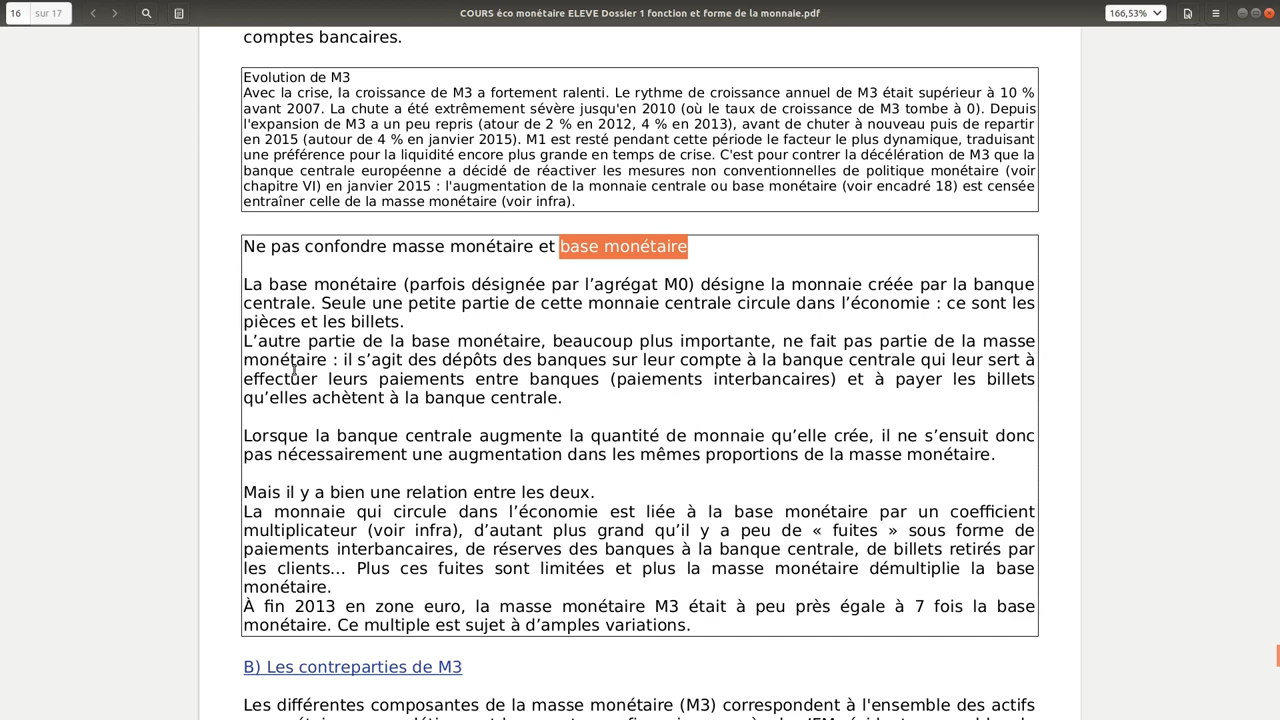 16 sur 17
COURS éco monétaire ELEVE Dossier 1 fonction et forme de la monnaie.pdf
166,53%
comptes bancaires.
Evolution de M3
Avec la crise, la croissance de M3 a fortement ralenti. Le rythme de croissance annuel de M3 était supérieur à 10 %
avant 2007. La chute a été extrêmement sévère jusqu'en 2010 (où le taux de croissance de M3 tombe à 0). Depuis
l'expansion de M3 a un peu repris (atour de 2 % en 2012, 4 % en 2013), avant de chuter à nouveau puis de repartir
en 2015 (autour de 4 % en janvier 2015). M1 est resté pendant cette période le facteur le plus dynamique, traduisant
une préférence pour la liquidité encore plus grande en temps de crise. C'est pour contrer la décélération de M3 que la
banque centrale européenne a décidé de réactiver les mesures non conventionnelles de politique monétaire (voir
chapitre VI) en janvier 2015 : l'augmentation de la monnaie centrale ou base monétaire (voir encadré 18) est censée
entraîner celle de la masse monétaire (voir infra).
Ne pas confondre masse monétaire et base monétaire
La base monétaire (parfois désignée par l’agrégat M0) désigne la monnaie créée par la banque
centrale. Seule une petite partie de cette monnaie centrale circule dans l’économie : ce sont les
pièces et les billets.
L’autre partie de la base monétaire, beaucoup plus importante, ne fait pas partie de la masse
monétaire : il s’agit des dépôts des banques sur leur compte à la banque centrale qui leur sert à
effectuer leurs paiements entre banques (paiements interbancaires) et à payer les billets
qu’elles achètent à la banque centrale.
Lorsque la banque centrale augmente la quantité de monnaie qu’elle crée, il ne s’ensuit donc
pas nécessairement une augmentation dans les mêmes proportions de la masse monétaire.
Mais il y a bien une relation entre les deux.
La monnaie qui circule dans l’économie est liée à la base monétaire par un coefficient
multiplicateur (voir infra), d’autant plus grand qu’il y a peu de « fuites » sous forme de
paiements interbancaires, de réserves des banques à la banque centrale, de billets retirés par
les clients... Plus ces fuites sont limitées et plus la masse monétaire démultiplie la base
monétaire.
À fin 2013 en zone euro, la masse monétaire M3 était à peu près égale à 7 fois la base
monétaire. Ce multiple est sujet à d’amples variations.
B) Les contreparties de M3
Les différentes composantes de la masse monétaire (M3) correspondent à l'ensemble des actifs